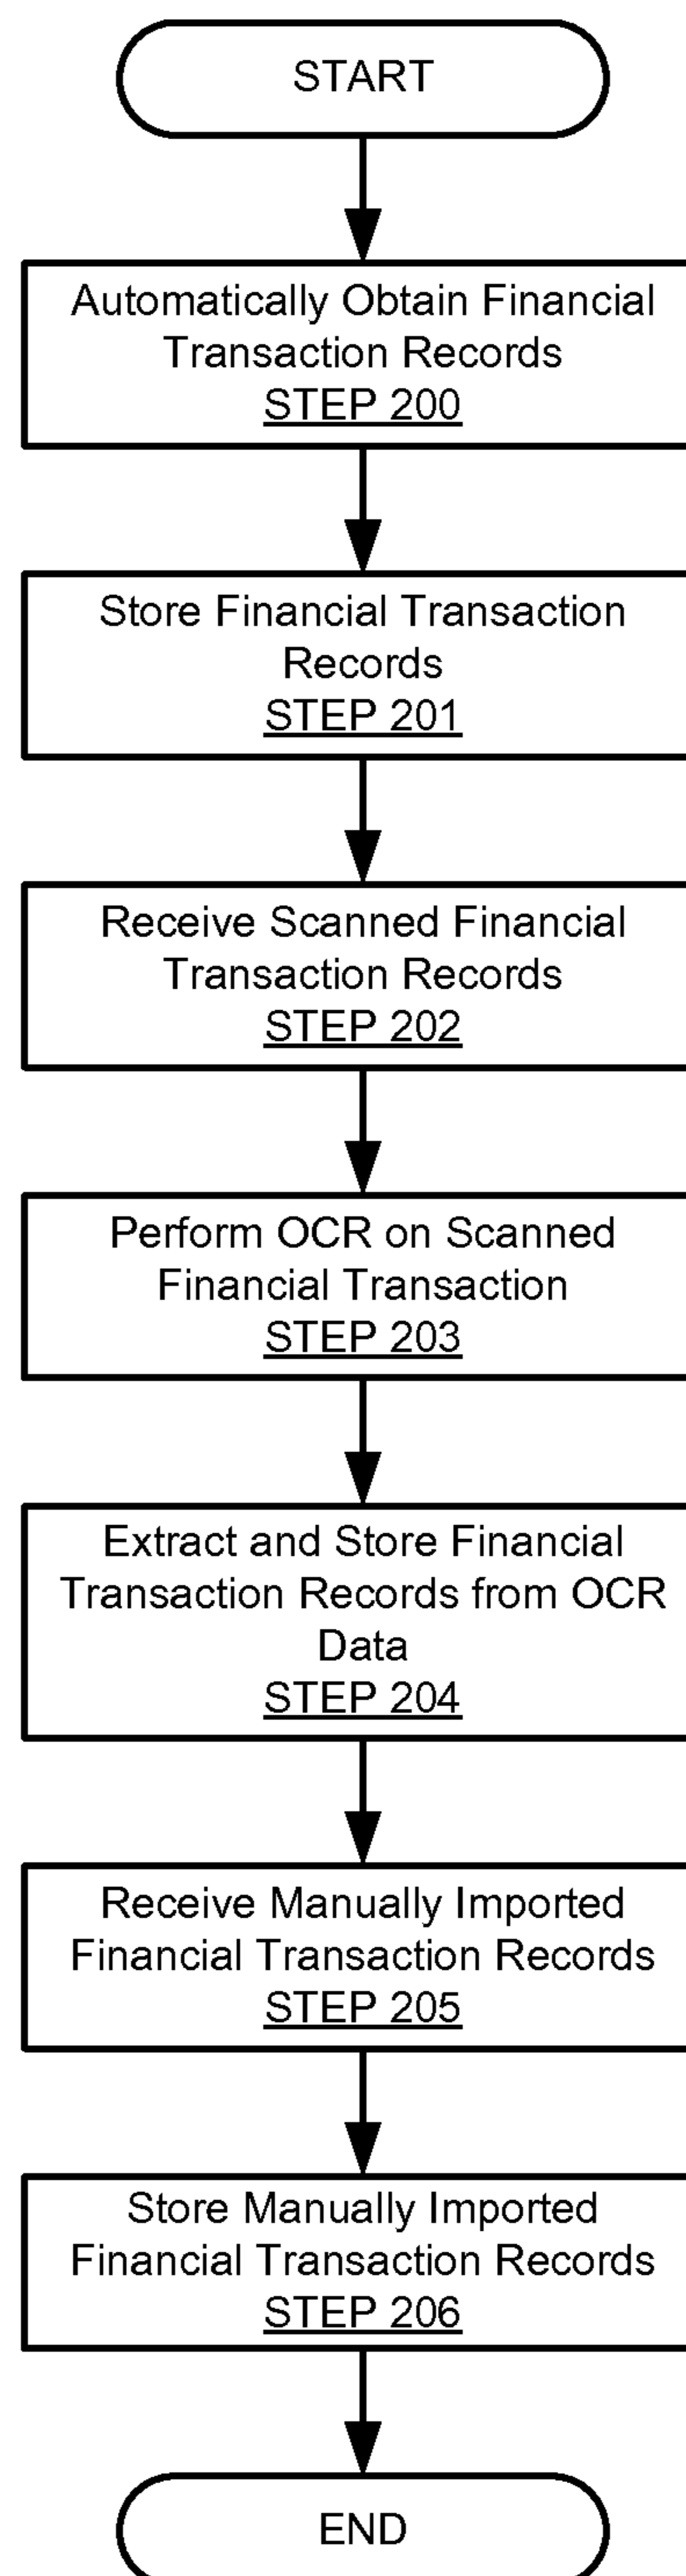 START
Automatically Obtain Financial
Transaction Records
STEP 200
Store Financial Transaction
Records
STEP 201
Receive Scanned Financial
Transaction Records
STEP 202
Perform OCR on Scanned
Financial Transaction
STEP 203
Extract and Store Financial
Transaction Records from OCR
Data
STEP 204
Receive Manually Imported
Financial Transaction Records
STEP 205
Store Manually Imported
Financial Transaction Records
STEP 206
END